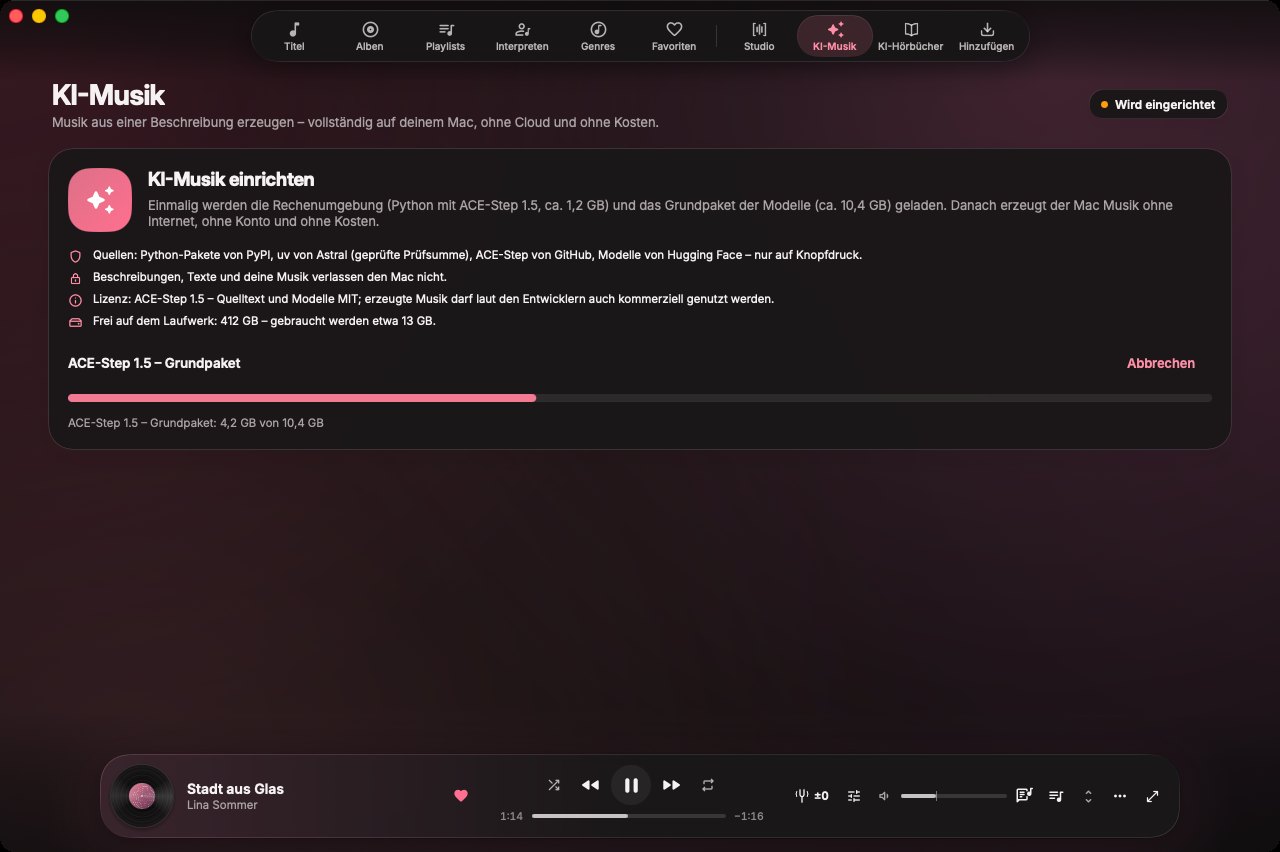 Titel
Alben
Playlists
Interpreten
Genres
Favoriten
Studio
KI-Musik
KI-Hörbücher
Hinzufügen
KI-Musik
Musik aus einer Beschreibung erzeugen – vollständig auf deinem Mac, ohne Cloud und ohne Kosten.
Wird eingerichtet
KI-Musik einrichten
Einmalig werden die Rechenumgebung (Python mit ACE-Step 1.5, ca. 1,2 GB) und das Grundpaket der Modelle (ca. 10,4 GB) geladen. Danach erzeugt der Mac Musik ohne
Internet, ohne Konto und ohne Kosten.
Quellen: Python-Pakete von PyPI, uv von Astral (geprüfte Prüfsumme), ACE-Step von GitHub, Modelle von Hugging Face – nur auf Knopfdruck.
Beschreibungen, Texte und deine Musik verlassen den Mac nicht.
Lizenz: ACE-Step 1.5 – Quelltext und Modelle MIT; erzeugte Musik darf laut den Entwicklern auch kommerziell genutzt werden.
Frei auf dem Laufwerk: 412 GB – gebraucht werden etwa 13 GB.
ACE-Step 1.5 – Grundpaket
Abbrechen
ACE-Step 1.5 – Grundpaket: 4,2 GB von 10,4 GB
Stadt aus Glas
Lina Sommer
1:14
−1:16
±0